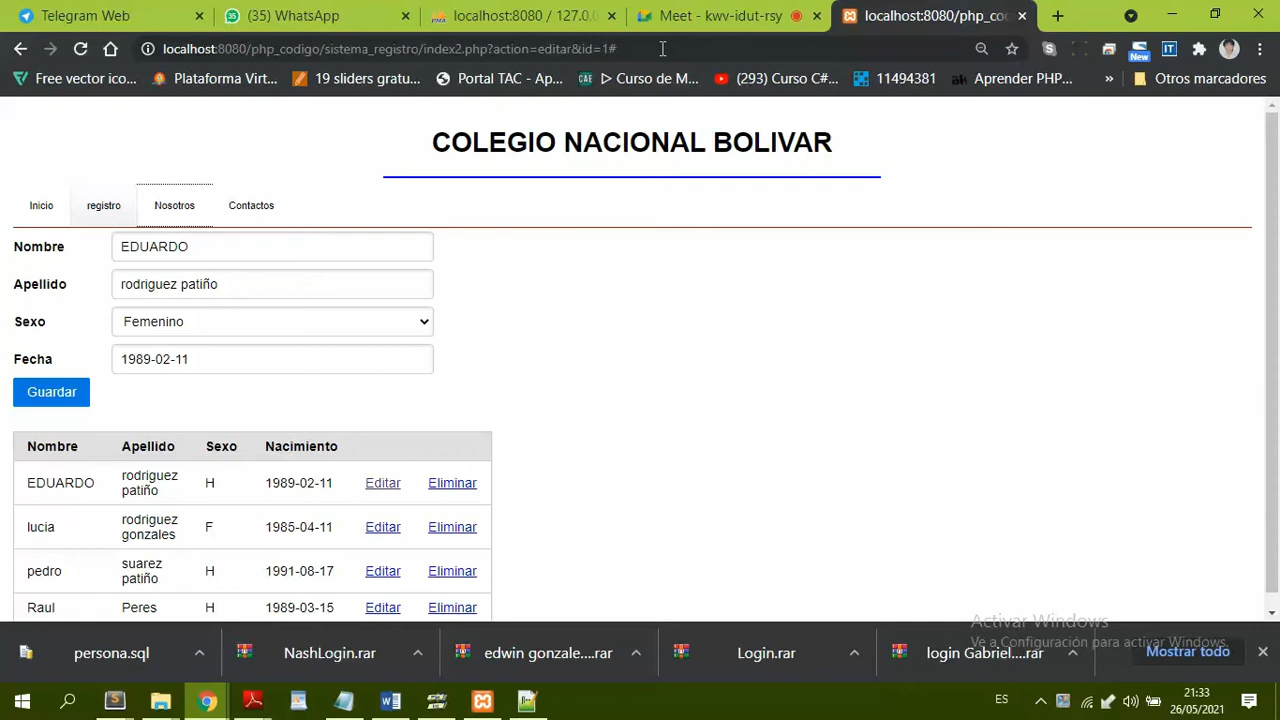 Telegram Web
(35) WhatsApp
localhost:8080 / 127.0.
Meet - kwv-idut-rsy
localhost:8080/php_co
localhost:8080/php_codigo/sistema_registro/index2.php?action=editar&id=1#
New
IT
Free vector ico...
Plataforma Virt...
19 sliders gratu...
Portal TAC - Ap...
CAE
ᐅ Curso de M...
(293) Curso C#...
11494381
Aprender PHP...
»
Otros marcadores
COLEGIO NACIONAL BOLIVAR
Inicio
registro
Nosotros
Contactos
Nombre
EDUARDO
Apellido
rodriguez patiño
Sexo
Femenino
Fecha
1989-02-11
Guardar
Nombre Apellido Sexo Nacimiento
EDUARDO rodriguez patiño H 1989-02-11 Editar Eliminar
lucia rodriguez gonzales F 1985-04-11 Editar Eliminar
pedro suarez patiño H 1991-08-17 Editar Eliminar
Raul Peres H 1989-03-15 Editar Eliminar
Activar Windows
Ve a Configuración para activar Windows.
persona.sql
NashLogin.rar
edwin gonzale....rar
Login.rar
login Gabriel....rar
Mostrar todo
ES
21:33
26/05/2021